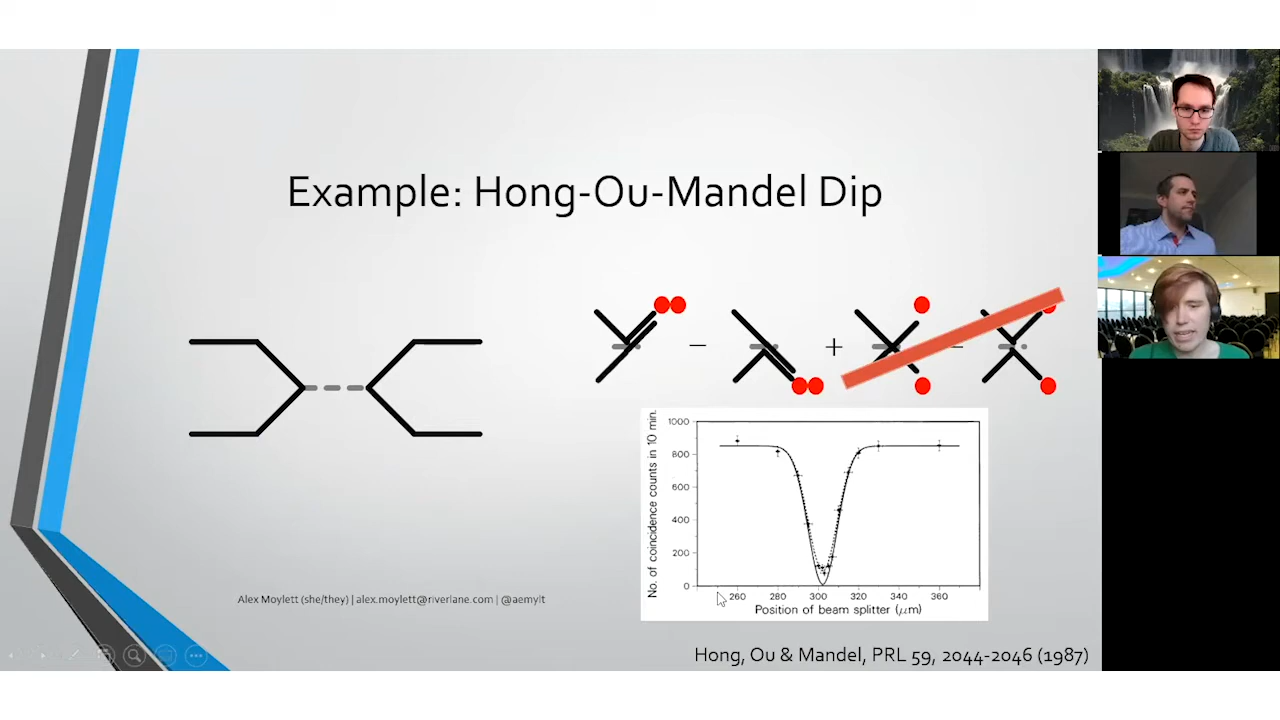 Example: Hong-Ou-Mandel Dip
− + −
No. of coincidence counts in 10 min.
1000
800
600
400
200
0
260 280 300 320 340 360
Position of beam splitter (μm)
Alex Moylett (she/they) | alex.moylett@riverlane.com | @aemylt
Hong, Ou & Mandel, PRL 59, 2044-2046 (1987)